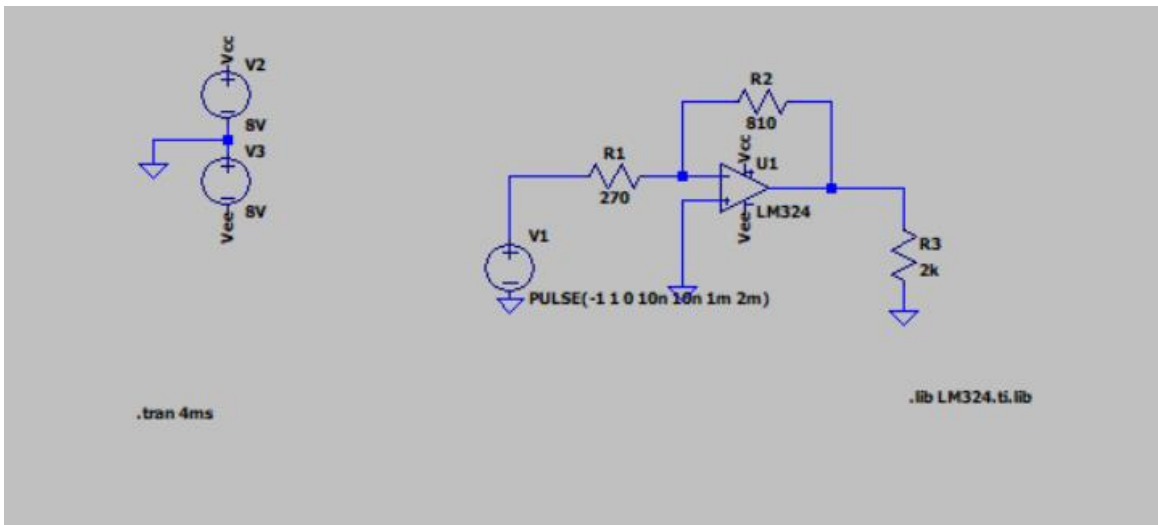 Vcc
V2
8V
V3
8V
Vee
R2
810
Vcc
U1
R1
270
LM324
Vee
V1
PULSE(-1 1 0 10n 10n 1m 2m)
R3
2k
.tran 4ms
.lib LM324.ti.lib